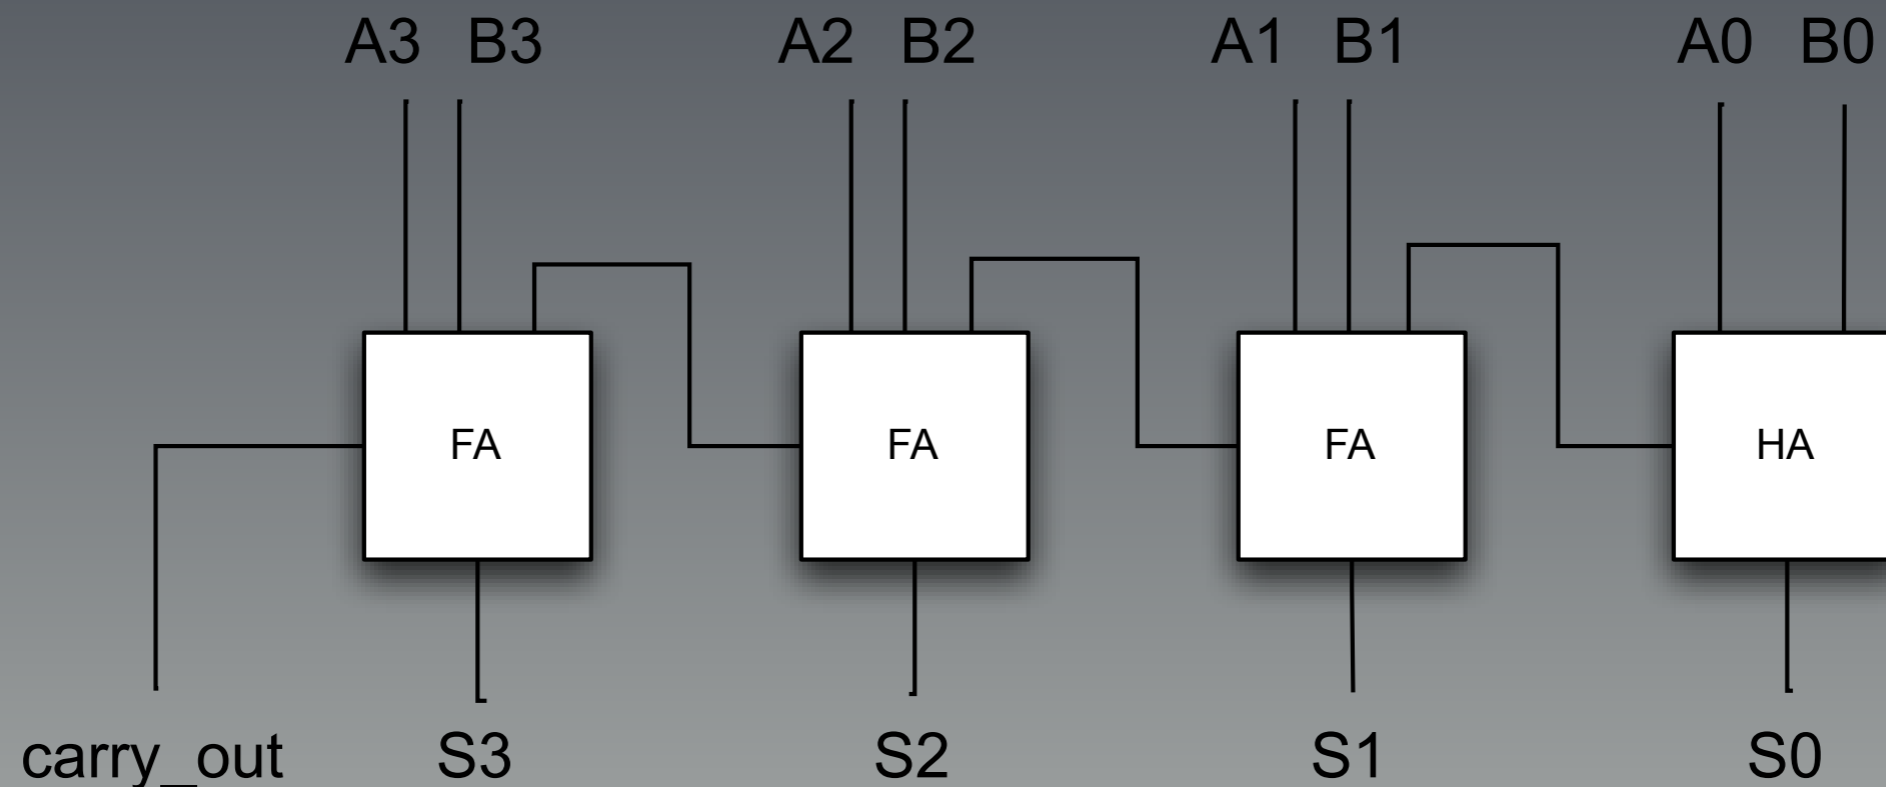 A3 B3 A2 B2 A1 B1 A0 B0
FA FA FA HA
carry_out S3 S2 S1 S0